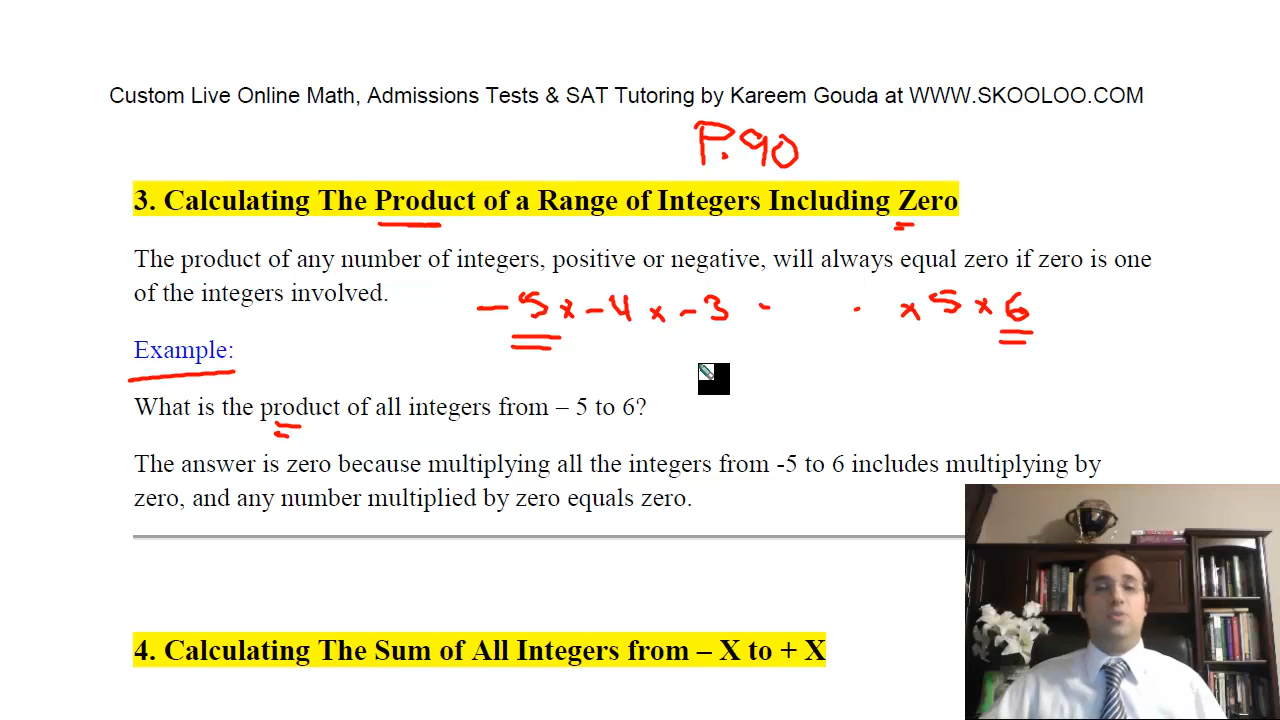 Custom Live Online Math, Admissions Tests & SAT Tutoring by Kareem Gouda at WWW.SKOOLOO.COM
P.90
3. Calculating The Product of a Range of Integers Including Zero
The product of any number of integers, positive or negative, will always equal zero if zero is one
of the integers involved.
-5 x -4 x -3 . . x 5 x 6
Example:
What is the product of all integers from – 5 to 6?
The answer is zero because multiplying all the integers from -5 to 6 includes multiplying by
zero, and any number multiplied by zero equals zero.
4. Calculating The Sum of All Integers from – X to + X